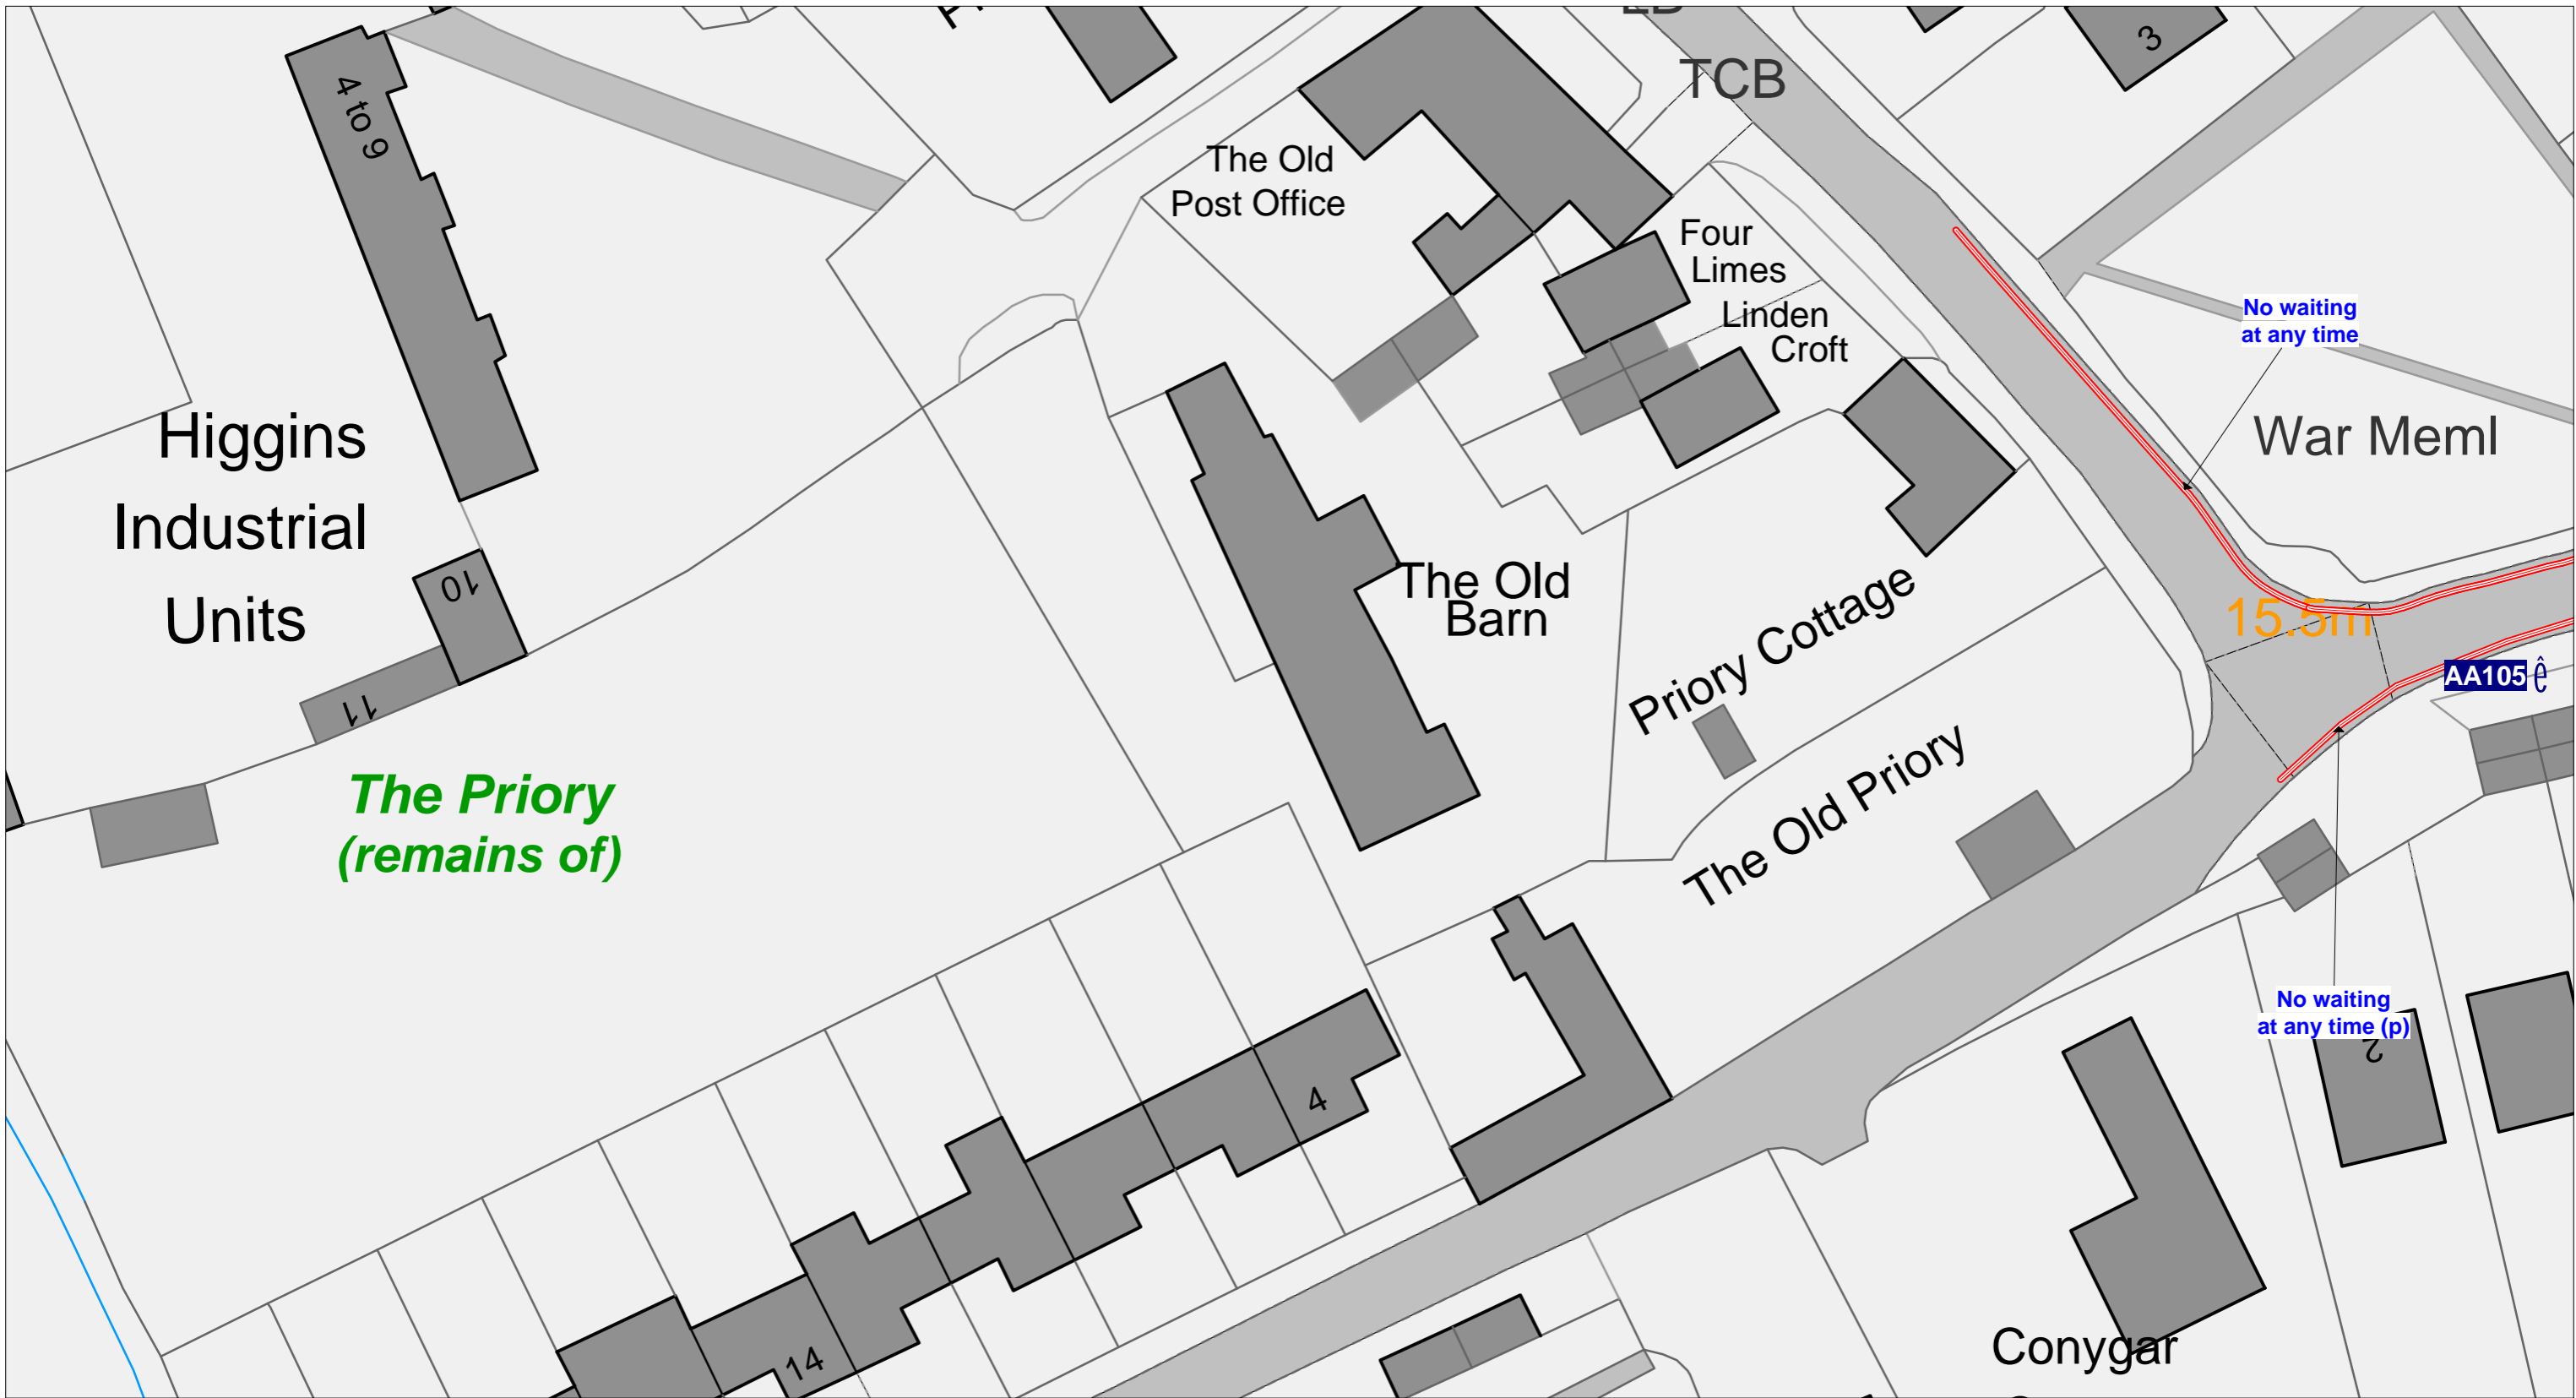 TCB
3
4 to 9
The Old
Post Office
Four
Limes
Linden
Croft
No waiting
at any time
War Meml
Higgins
Industrial
Units
10
11
The Old
Barn
Priory Cottage
15.5m
AA105 ê
The Old Priory
The Priory
(remains of)
No waiting
at any time (p)
2
4
14
Conygar